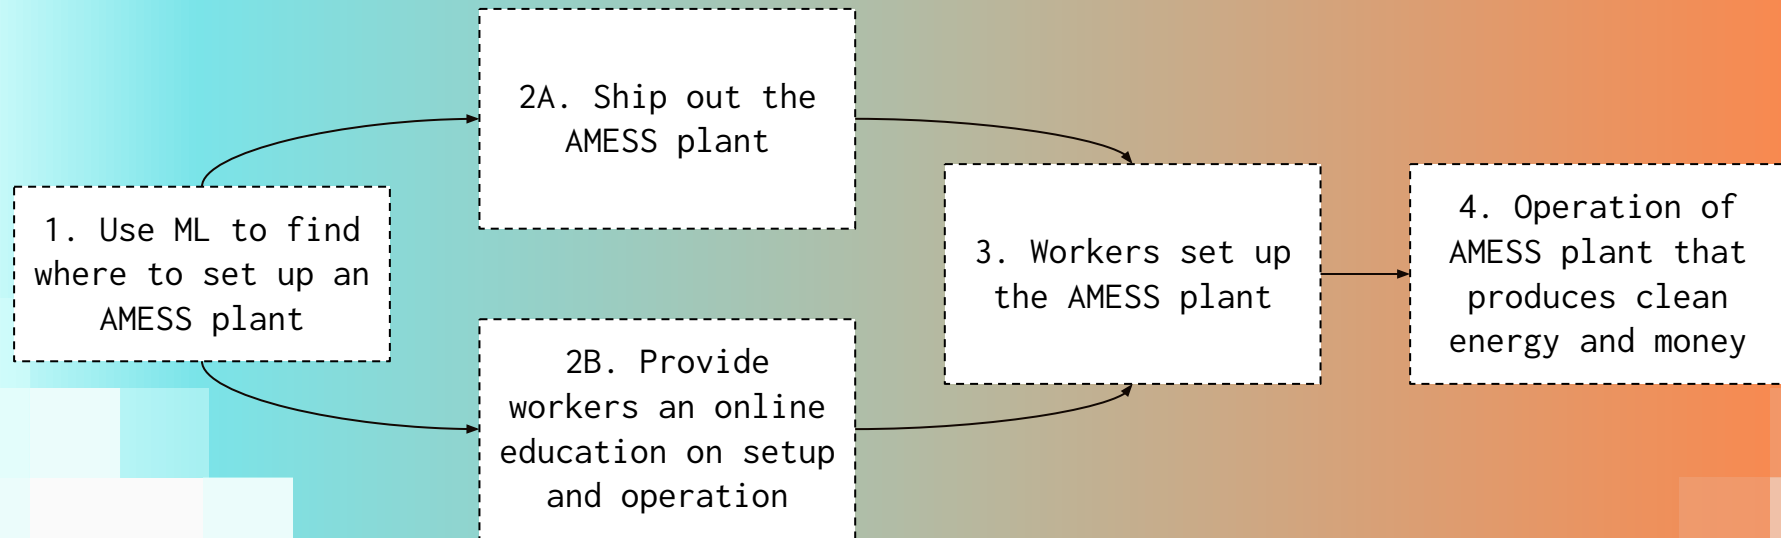 1. Use ML to find
where to set up an
AMESS plant
2A. Ship out the
AMESS plant
2B. Provide
workers an online
education on setup
and operation
3. Workers set up
the AMESS plant
4. Operation of
AMESS plant that
produces clean
energy and money